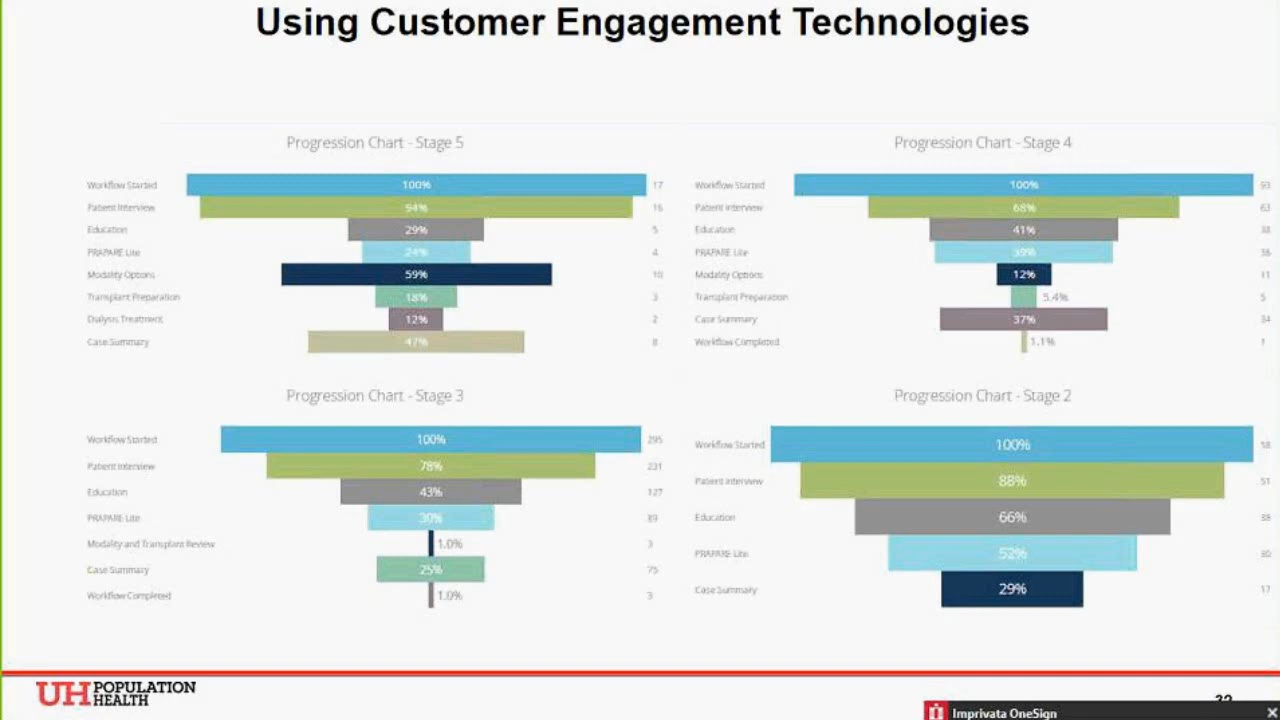 Using Customer Engagement Technologies
Progression Chart - Stage 5
Workflow Started 100% 17
Patient Interview 94% 16
Education 29% 5
PRAPARE Lite 24% 4
Modality Options 59% 10
Transplant Preparation 18% 3
Dialysis Treatment 12% 2
Case Summary 47% 8
Progression Chart - Stage 4
Workflow Started 100% 93
Patient Interview 68% 63
Education 41% 38
PRAPARE Lite 39% 36
Modality Options 12% 11
Transplant Preparation 5.4% 5
Case Summary 37% 34
Workflow Completed 1.1% 1
Progression Chart - Stage 3
Workflow Started 100% 295
Patient Interview 78% 231
Education 43% 127
PRAPARE Lite 30% 89
Modality and Transplant Review 1.0% 3
Case Summary 25% 75
Workflow Completed 1.0% 3
Progression Chart - Stage 2
Workflow Started 100% 58
Patient Interview 88% 51
Education 66% 38
PRAPARE Lite 52% 30
Case Summary 29% 17
UH POPULATION
HEALTH
Imprivata OneSign